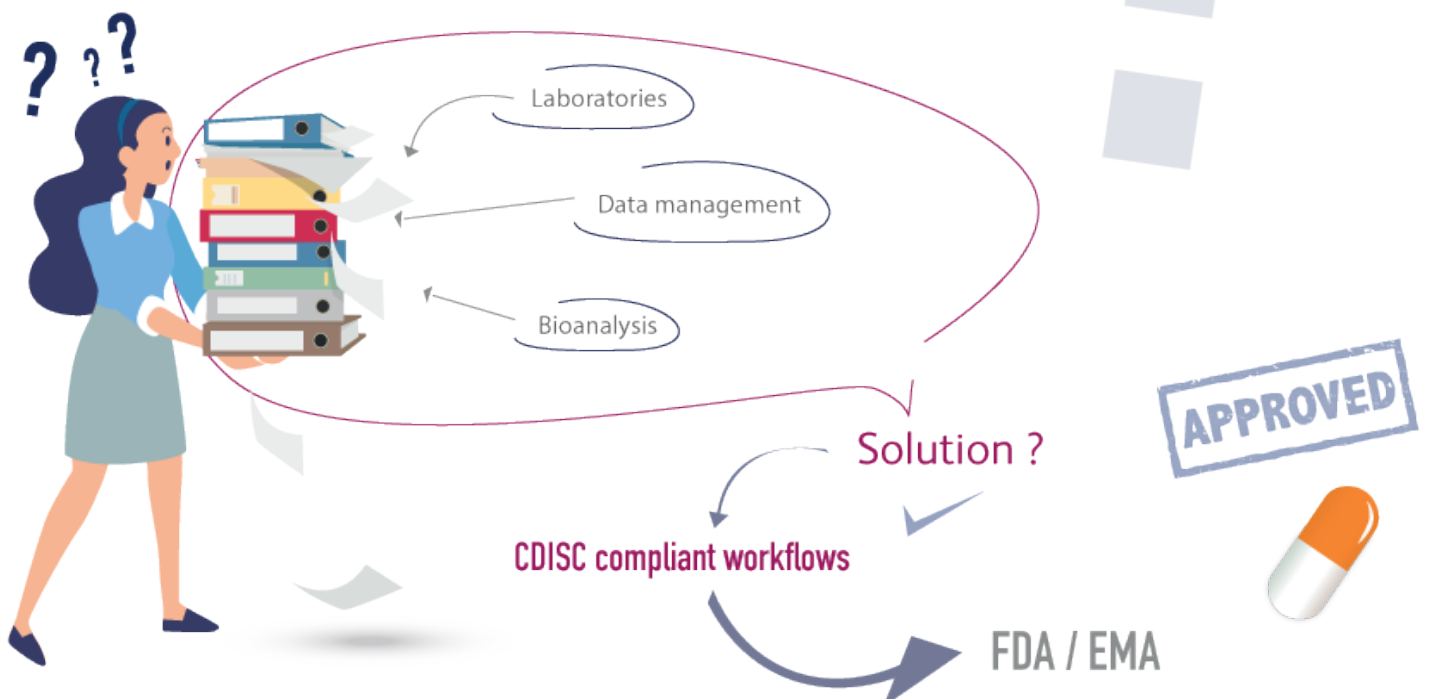 ? ? ?
Laboratories
Data management
Bioanalysis
Solution ?
APPROVED
CDISC compliant workflows
FDA / EMA